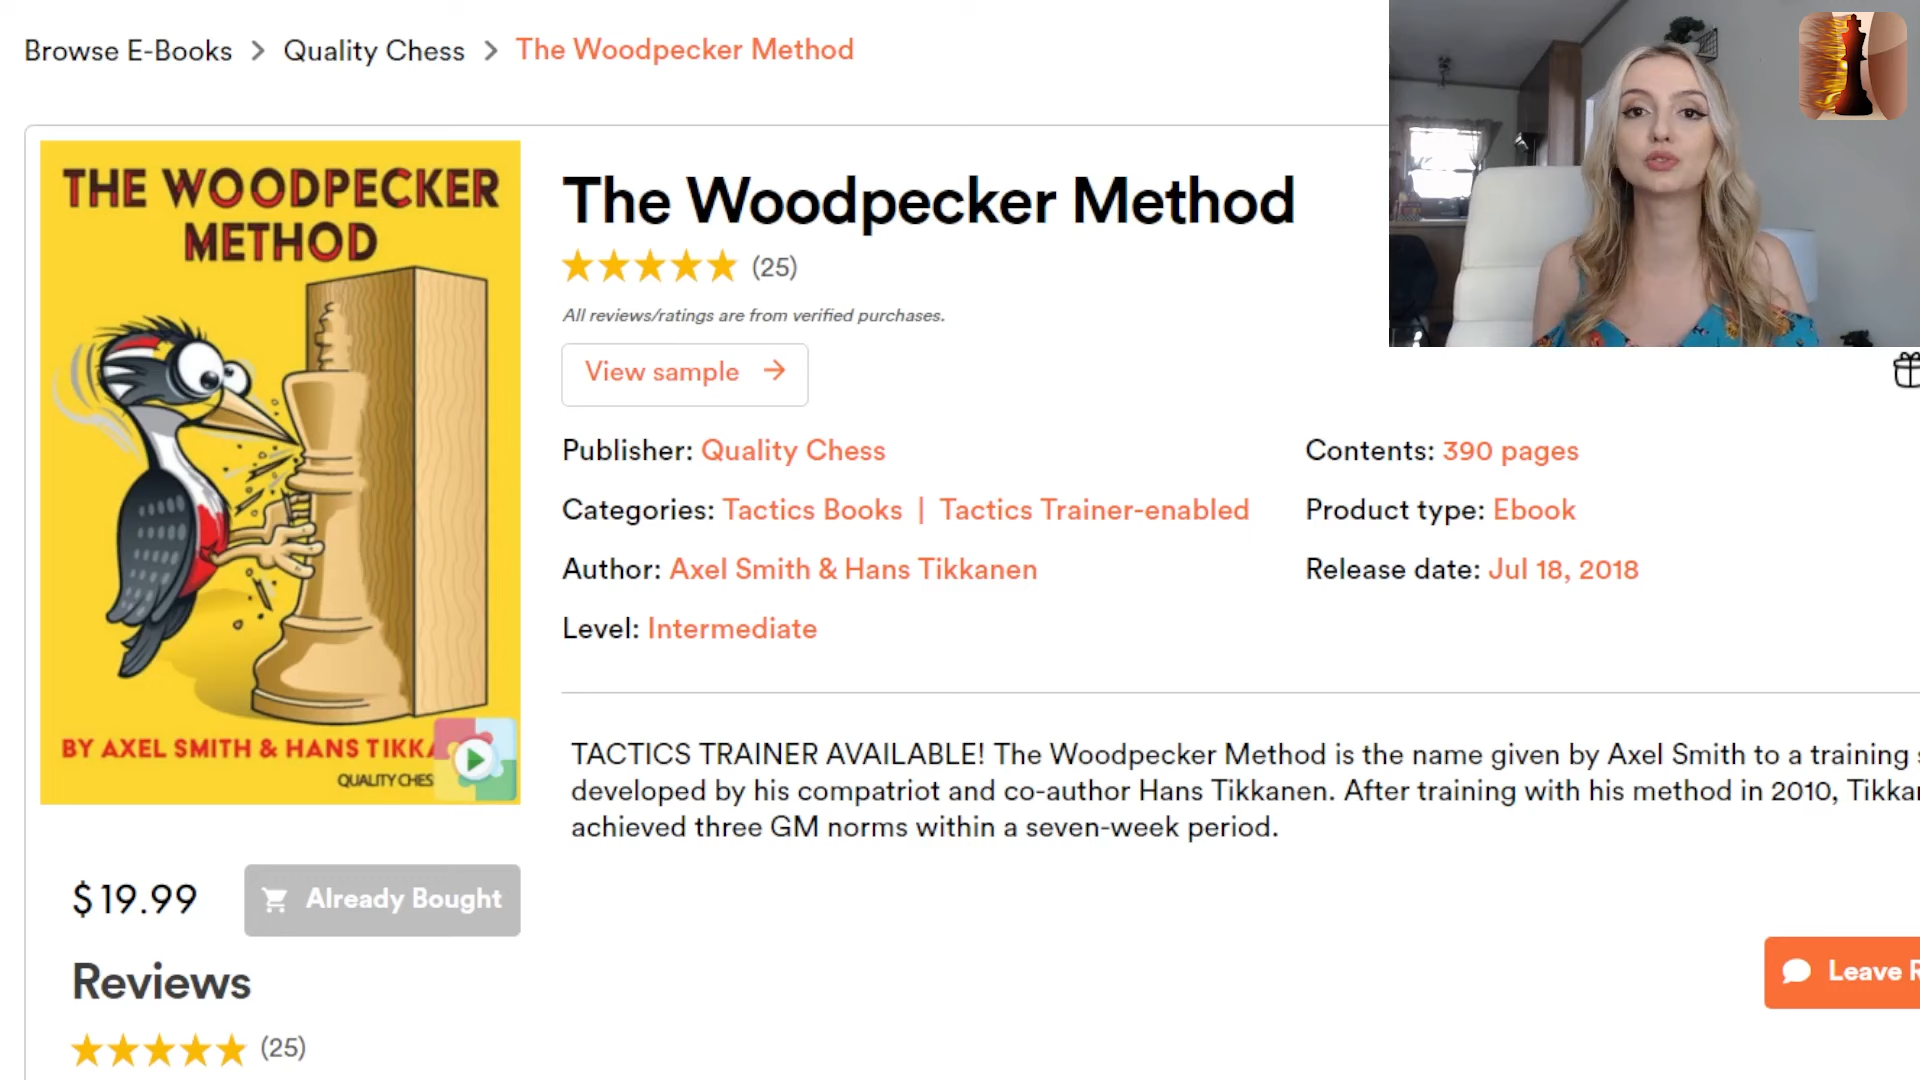 Browse E-Books > Quality Chess > The Woodpecker Method
THE WOODPECKER
METHOD
BY AXEL SMITH & HANS TIKKA
QUALITY CHES
The Woodpecker Method
(25)
All reviews/ratings are from verified purchases.
View sample →
Publisher: Quality Chess
Contents: 390 pages
Categories: Tactics Books | Tactics Trainer-enabled
Product type: Ebook
Author: Axel Smith & Hans Tikkanen
Release date: Jul 18, 2018
Level: Intermediate
TACTICS TRAINER AVAILABLE! The Woodpecker Method is the name given by Axel Smith to a training
developed by his compatriot and co-author Hans Tikkanen. After training with his method in 2010, Tikka
achieved three GM norms within a seven-week period.
$19.99
Already Bought
Reviews
Leave R
(25)